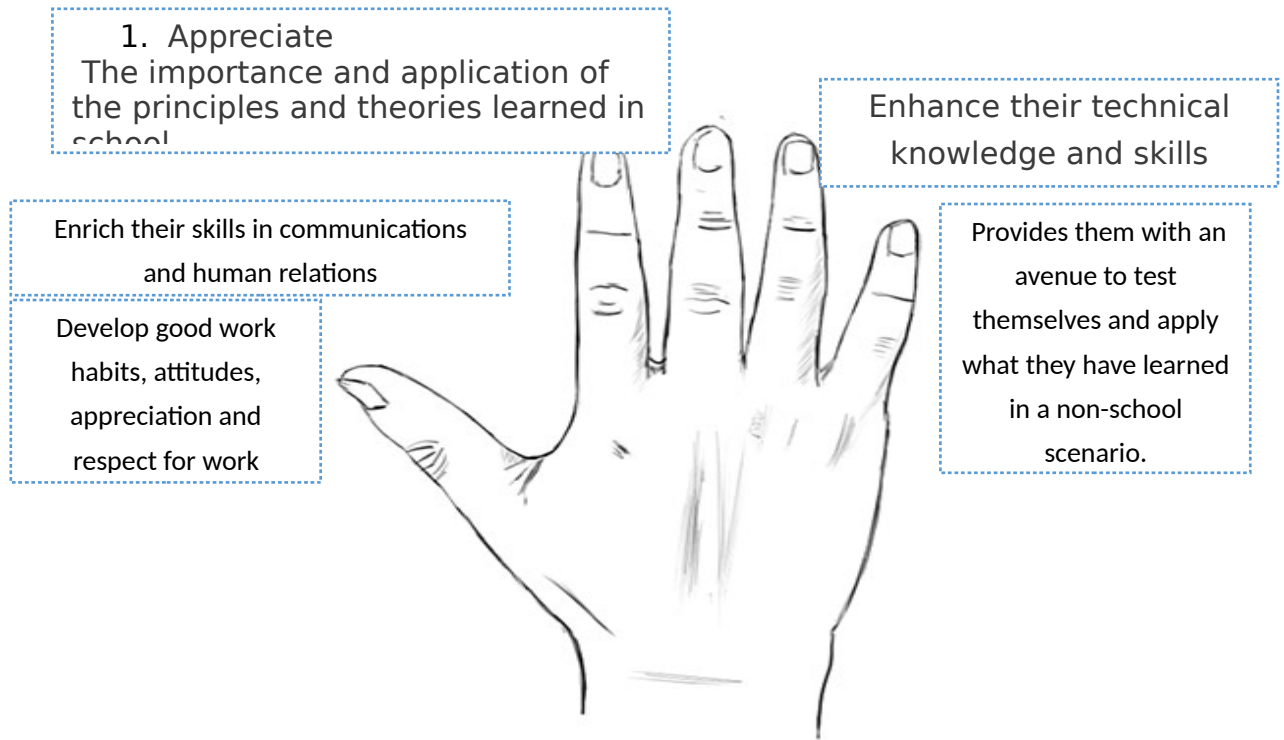 1. Appreciate
The importance and application of
the principles and theories learned in
school
Enhance their technical
knowledge and skills
Enrich their skills in communications
and human relations
Provides them with an
avenue to test
themselves and apply
what they have learned
in a non-school
scenario.
Develop good work
habits, attitudes,
appreciation and
respect for work